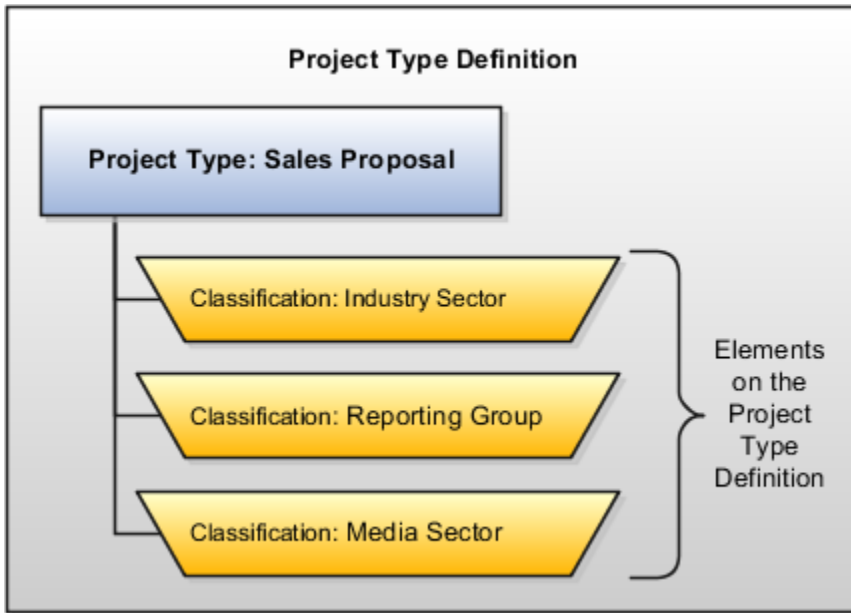 Project Type Definition
Project Type: Sales Proposal
Classification: Industry Sector
Classification: Reporting Group
Classification: Media Sector
Elements
on the
Project
Type
Definition